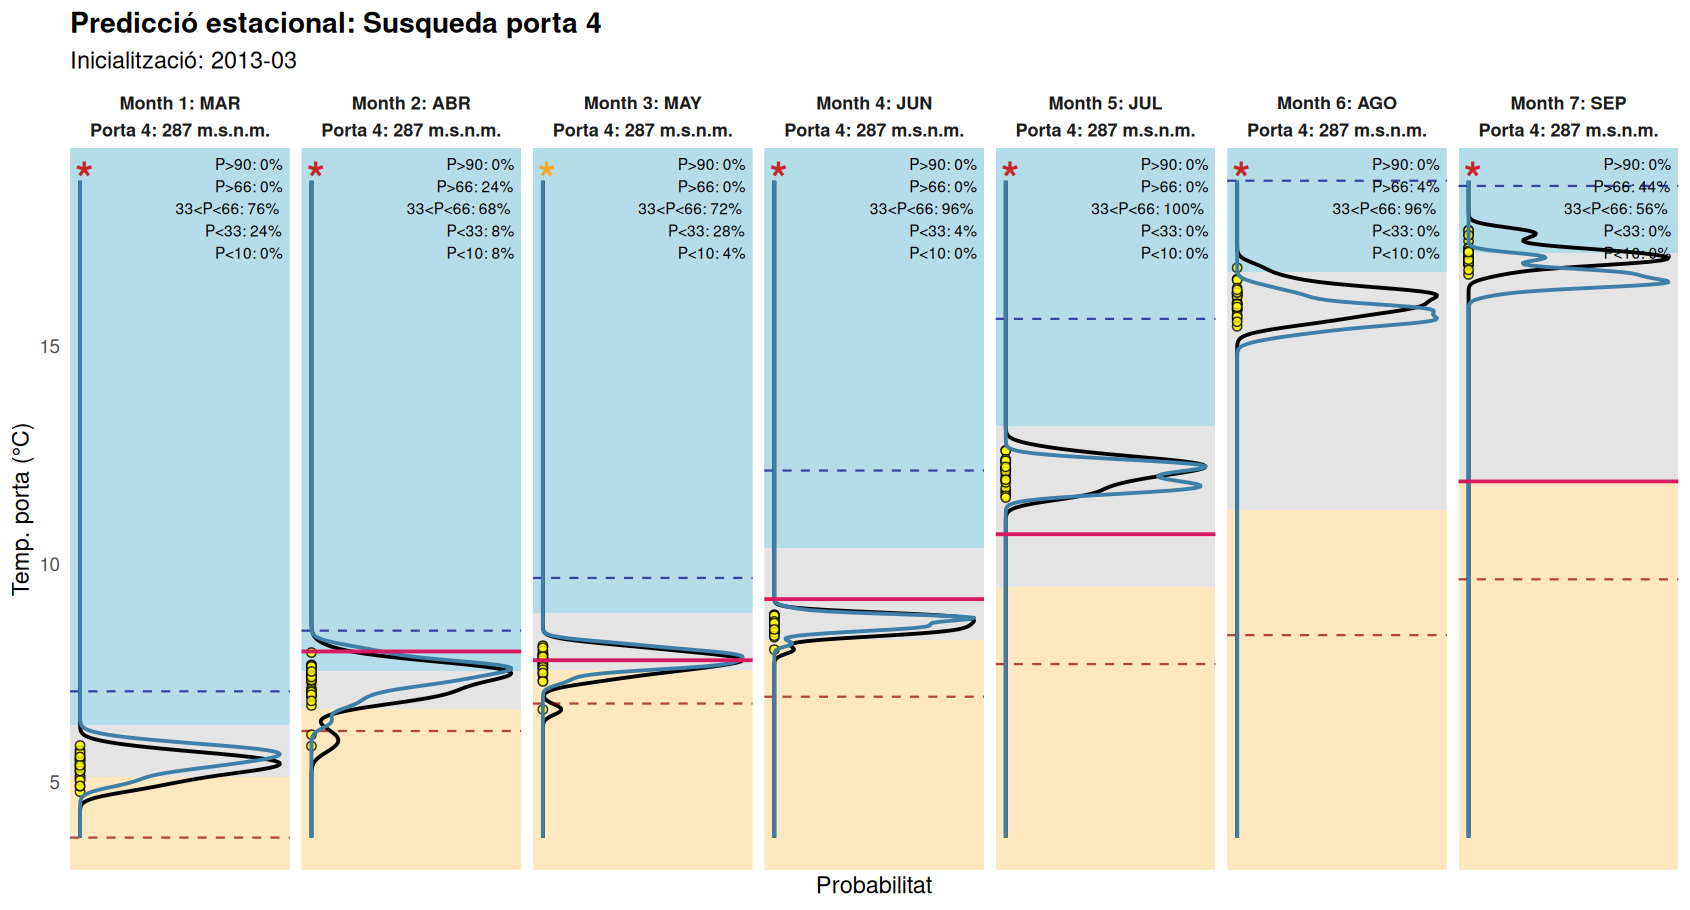 Predicció estacional: Susqueda porta 4
Inicialització: 2013-03
Month 1: MAR
Porta 4: 287 m.s.n.m.
Month 2: ABR
Porta 4: 287 m.s.n.m.
Month 3: MAY
Porta 4: 287 m.s.n.m.
Month 4: JUN
Porta 4: 287 m.s.n.m.
Month 5: JUL
Porta 4: 287 m.s.n.m.
Month 6: AGO
Porta 4: 287 m.s.n.m.
Month 7: SEP
Porta 4: 287 m.s.n.m.
P>90: 0%
P>66: 0%
33<P<66: 76%
P<33: 24%
P<10: 0%
P>90: 0%
P>66: 24%
33<P<66: 68%
P<33: 8%
P<10: 8%
P>90: 0%
P>66: 0%
33<P<66: 72%
P<33: 28%
P<10: 4%
P>90: 0%
P>66: 0%
33<P<66: 96%
P<33: 4%
P<10: 0%
P>90: 0%
P>66: 0%
33<P<66: 100%
P<33: 0%
P<10: 0%
P>90: 0%
P>66: 4%
33<P<66: 96%
P<33: 0%
P<10: 0%
P>90: 0%
P>66: 44%
33<P<66: 56%
P<33: 0%
P<10: 0%
15
10
5
Temp. porta (°C)
Probabilitat